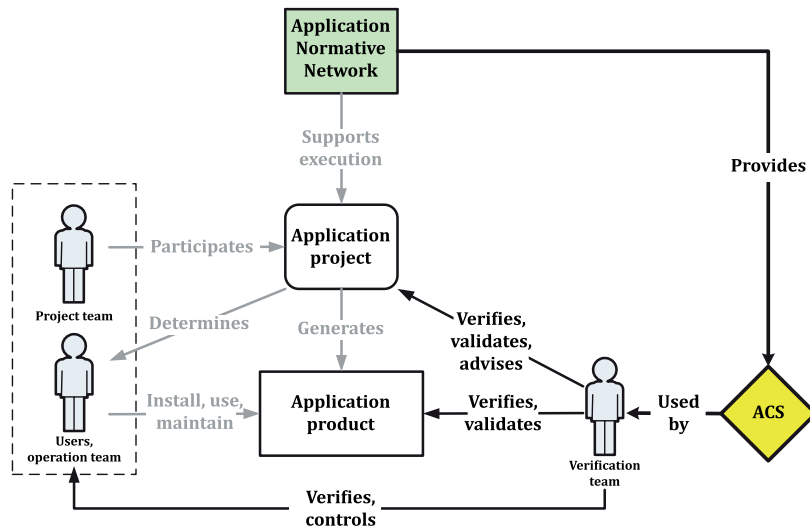 Application
Normative
Network
Supports
execution
Provides
Application
project
Participates
Project team
Determines
Generates
Verifies,
validates,
advises
Install, use,
maintain
Application
product
Verifies,
validates
Used
by
ACS
Users,
operation team
Verification
team
Verifies,
controls